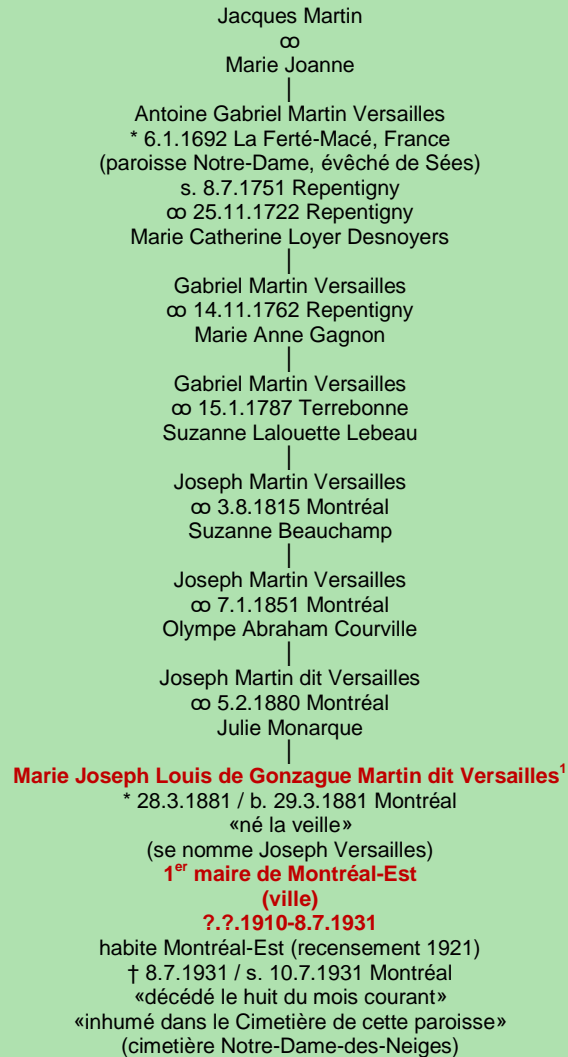 Jacques Martin
ꝏ
Marie Joanne
|
Antoine Gabriel Martin Versailles
* 6.1.1692 La Ferté-Macé, France
(paroisse Notre-Dame, évêché de Sées)
s. 8.7.1751 Repentigny
ꝏ 25.11.1722 Repentigny
Marie Catherine Loyer Desnoyers
|
Gabriel Martin Versailles
ꝏ 14.11.1762 Repentigny
Marie Anne Gagnon
|
Gabriel Martin Versailles
ꝏ 15.1.1787 Terrebonne
Suzanne Lalouette Lebeau
|
Joseph Martin Versailles
ꝏ 3.8.1815 Montréal
Suzanne Beauchamp
|
Joseph Martin Versailles
ꝏ 7.1.1851 Montréal
Olympe Abraham Courville
|
Joseph Martin dit Versailles
ꝏ 5.2.1880 Montréal
Julie Monarque
|
Marie Joseph Louis de Gonzague Martin dit Versailles¹
* 28.3.1881 / b. 29.3.1881 Montréal
«né la veille»
(se nomme Joseph Versailles)
1er maire de Montréal-Est
(ville)
?.?.1910-8.7.1931
habite Montréal-Est (recensement 1921)
† 8.7.1931 / s. 10.7.1931 Montréal
«décédé le huit du mois courant»
«inhumé dans le Cimetière de cette paroisse»
(cimetière Notre-Dame-des-Neiges)